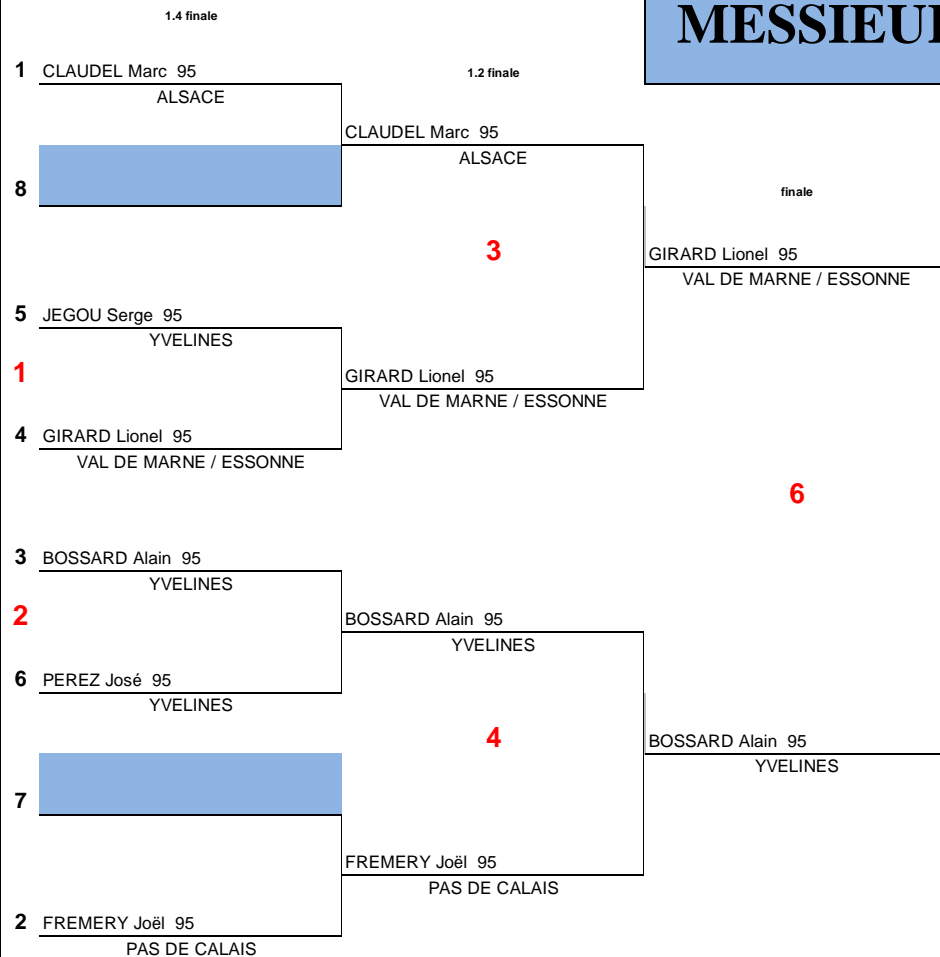 1.4 finale
MESSIEU
1 CLAUDEL Marc 95
1.2 finale
ALSACE
CLAUDEL Marc 95
ALSACE
8
finale
3
GIRARD Lionel 95
VAL DE MARNE / ESSONNE
5 JEGOU Serge 95
YVELINES
1
GIRARD Lionel 95
VAL DE MARNE / ESSONNE
4 GIRARD Lionel 95
VAL DE MARNE / ESSONNE
6
3 BOSSARD Alain 95
YVELINES
2
BOSSARD Alain 95
YVELINES
6 PEREZ José 95
YVELINES
4
BOSSARD Alain 95
YVELINES
7
FREMERY Joël 95
PAS DE CALAIS
2 FREMERY Joël 95
PAS DE CALAIS